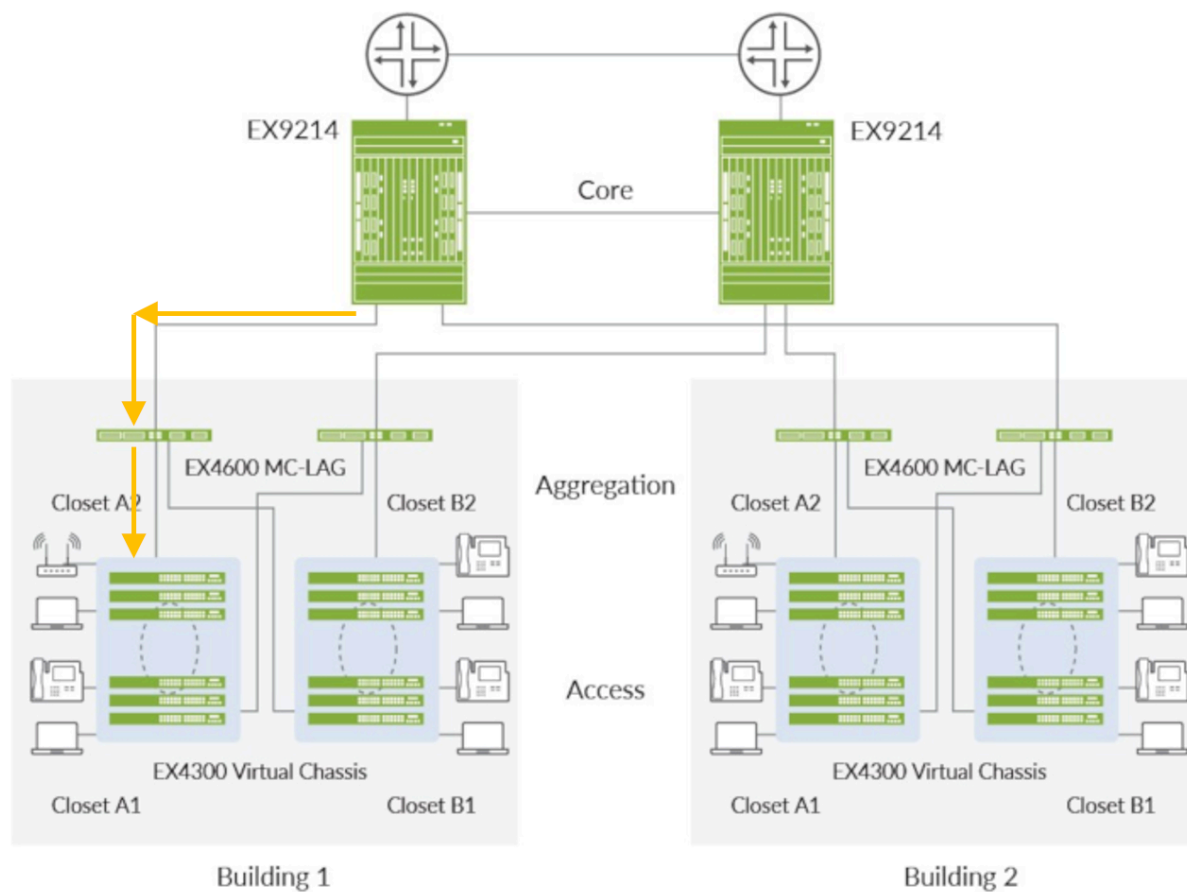 EX9214
EX9214
Core
EX4600 MC-LAG
EX4600 MC-LAG
Aggregation
Closet A2
Closet B2
Closet A2
Closet B2
Access
EX4300 Virtual Chassis
EX4300 Virtual Chassis
Closet A1
Closet B1
Closet A1
Closet B1
Building 1
Building 2